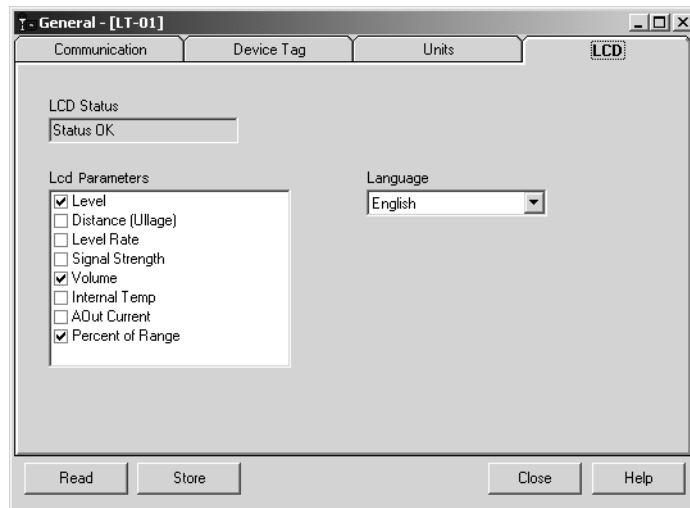 General - [LT-01]
Communication
Device Tag
Units
LCD
LCD Status
Status OK
Lcd Parameters
Language
Level
English
Distance (Ullage)
Level Rate
Signal Strength
Volume
Internal Temp
AOut Current
Percent of Range
Read
Store
Close
Help